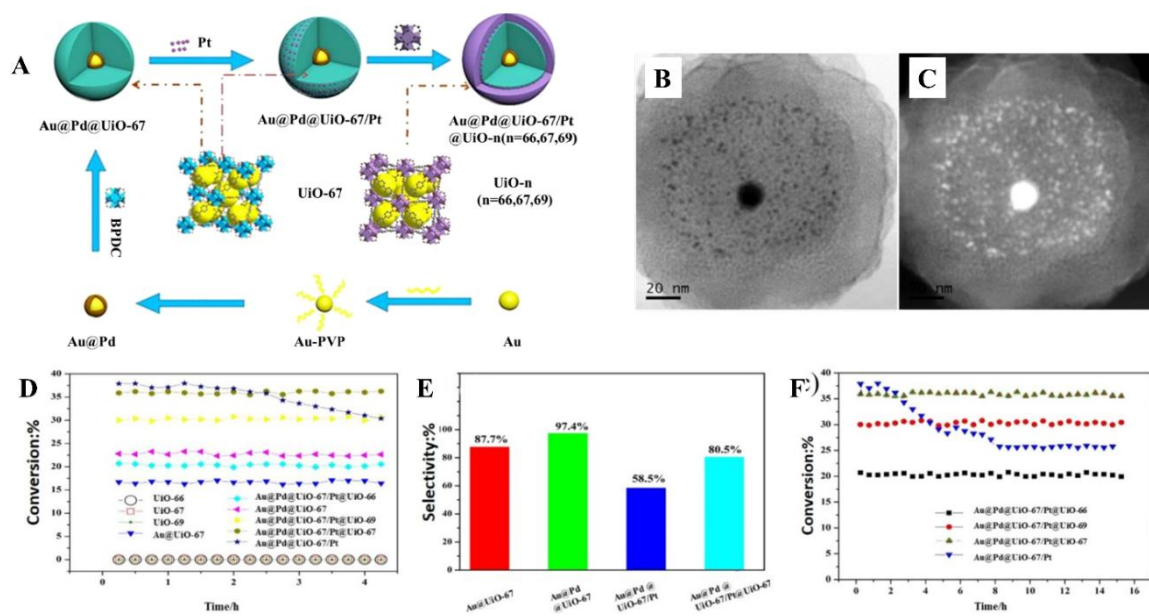 A
Pt
Au@Pd@UiO-67
Au@Pd@UiO-67/Pt
Au@Pd@UiO-67/Pt
@UiO-n(n=66,67,69)
BPDC
UiO-67
UiO-n
(n=66,67,69)
Au@Pd
Au-PVP
Au
B
20 nm
C
nm
D
Conversion:%
40
35
30
25
20
15
10
5
0
UiO-66
UiO-67
UiO-69
Au@UiO-67
Au@Pd@UiO-67/Pt@UiO-66
Au@Pd@UiO-67
Au@Pd@UiO-67/Pt@UiO-69
Au@Pd@UiO-67/Pt@UiO-67
Au@Pd@UiO-67/Pt
0 1 2 3 4
Time/h
E
Selectivity:%
80
60
40
20
0
87.7%
97.4%
58.5%
80.5%
Au@UiO-67
Au@Pd
@UiO-67
Au@Pd @
UiO-67/Pt
Au@Pd @
UiO-67/Pt@UiO-67
F
)
Conversion:%
40
35
30
25
20
15
10
5
0
Au@Pd@UiO-67/Pt@UiO-66
Au@Pd@UiO-67/Pt@UiO-69
Au@Pd@UiO-67/Pt@UiO-67
Au@Pd@UiO-67/Pt
0 2 4 6 8 10 12 14 16
Time/h